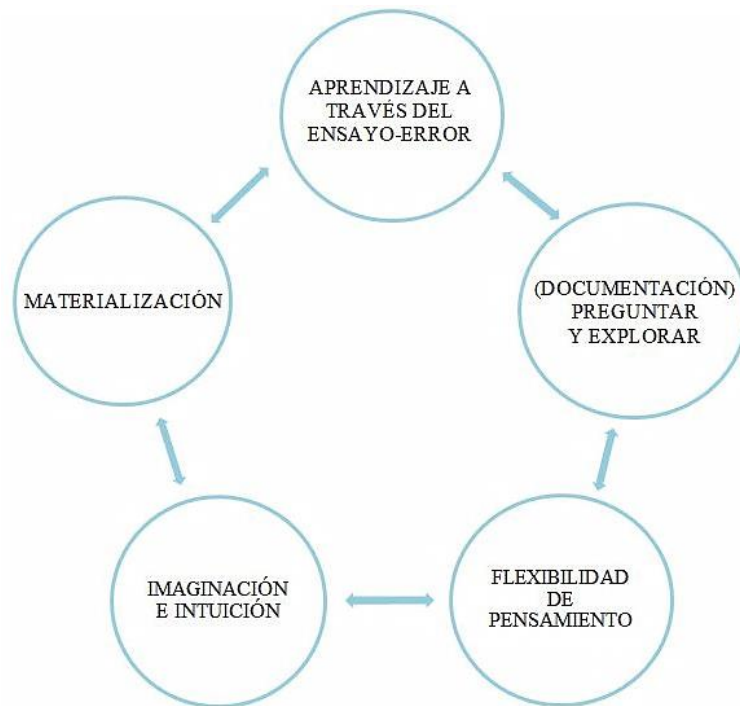 APRENDIZAJE A
TRAVÉS DEL
ENSAYO-ERROR
(DOCUMENTACIÓN)
PREGUNTAR
Y EXPLORAR
FLEXIBILIDAD
DE
PENSAMIENTO
IMAGINACIÓN
E INTUICIÓN
MATERIALIZACIÓN